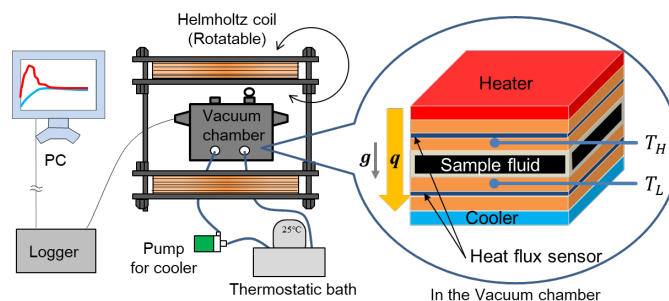 Helmholtz coil
(Rotatable)
PC
Vacuum
chamber
Logger
Pump
for cooler
25℃
Thermostatic bath
Heater
g
q
Sample fluid
T_H
T_L
Cooler
Heat flux sensor
In the Vacuum chamber